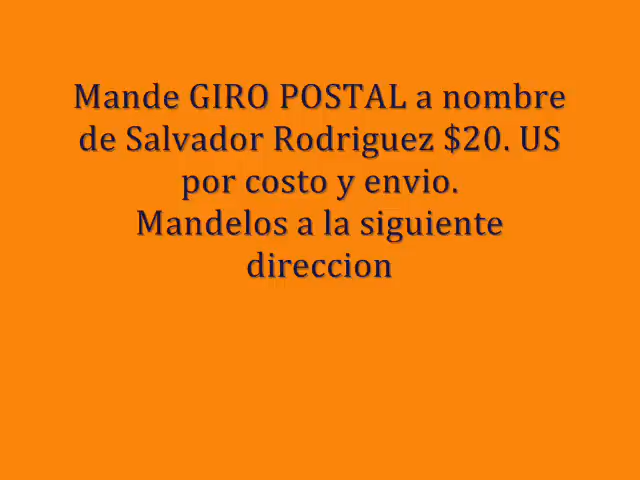 Mande GIRO POSTAL a nombre
de Salvador Rodriguez $20. US
por costo y envio.
Mandelos a la siguiente
direccion